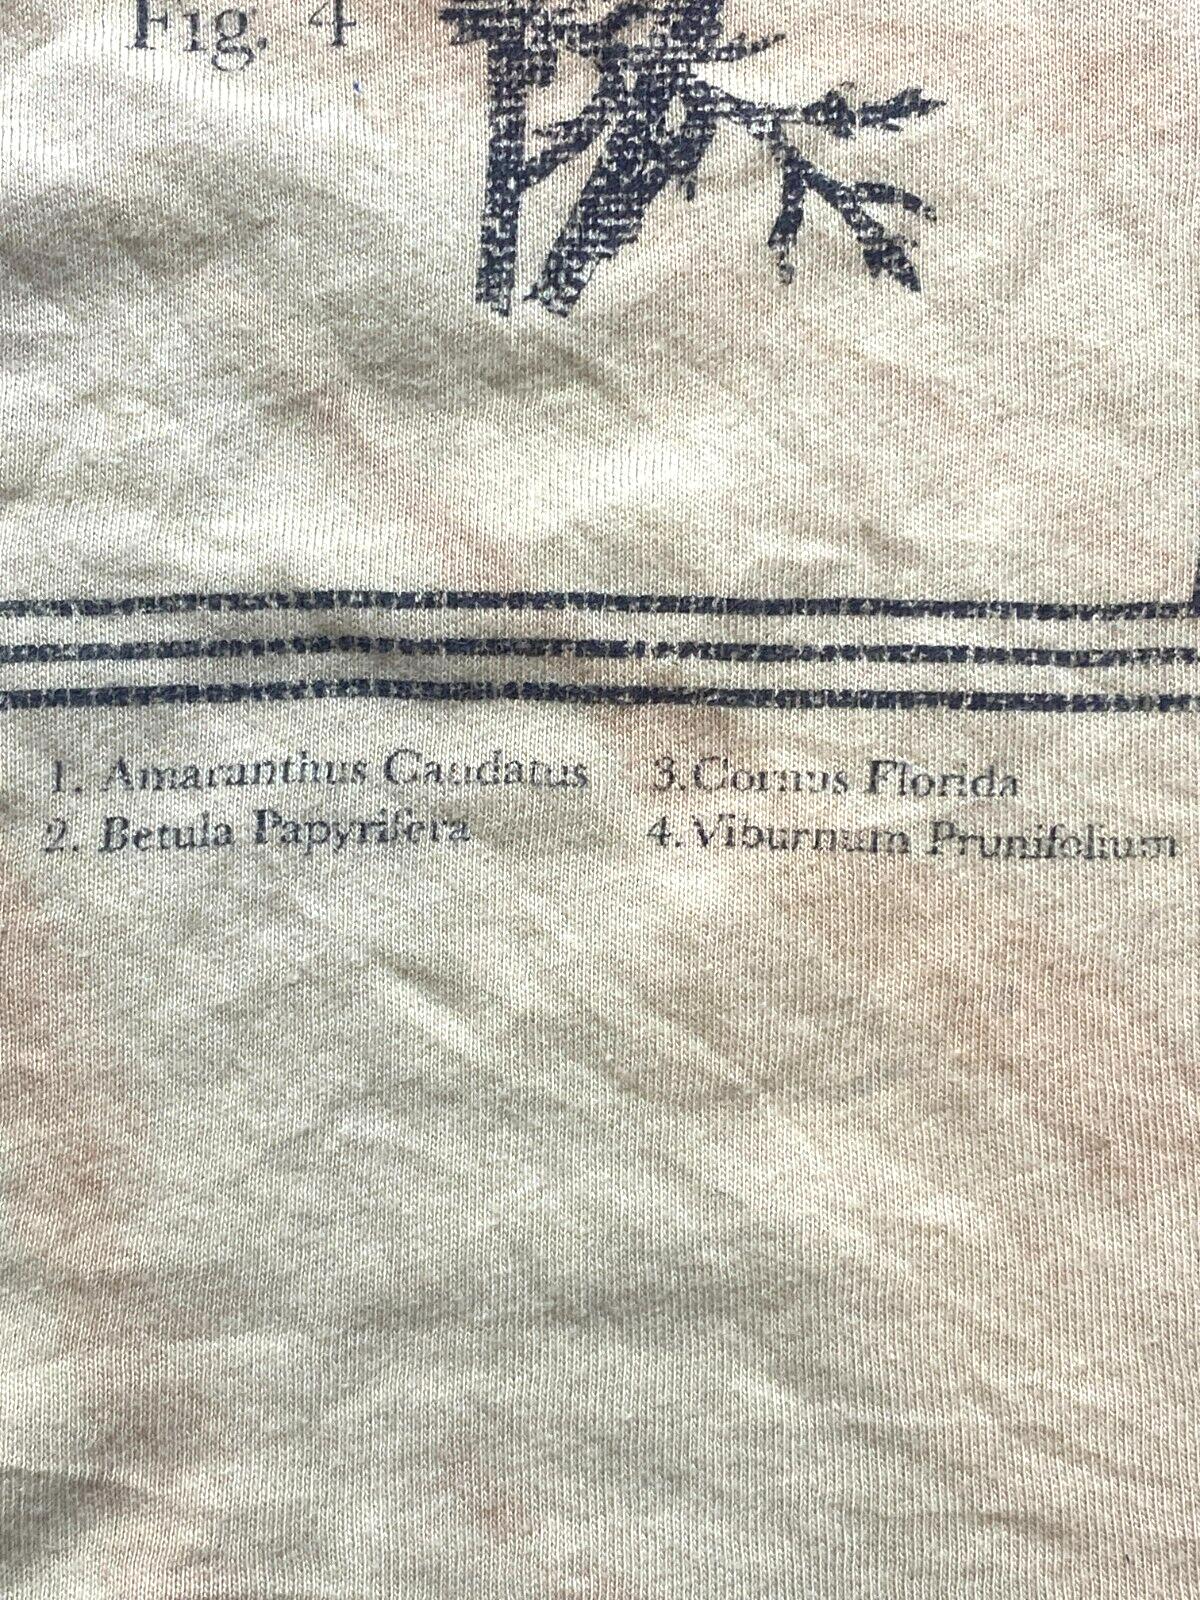 Fig. 4
1. Amaranthus Caudatus
2. Betula Papyrifera
3. Cornus Florida
4. Viburnum Prunifolium